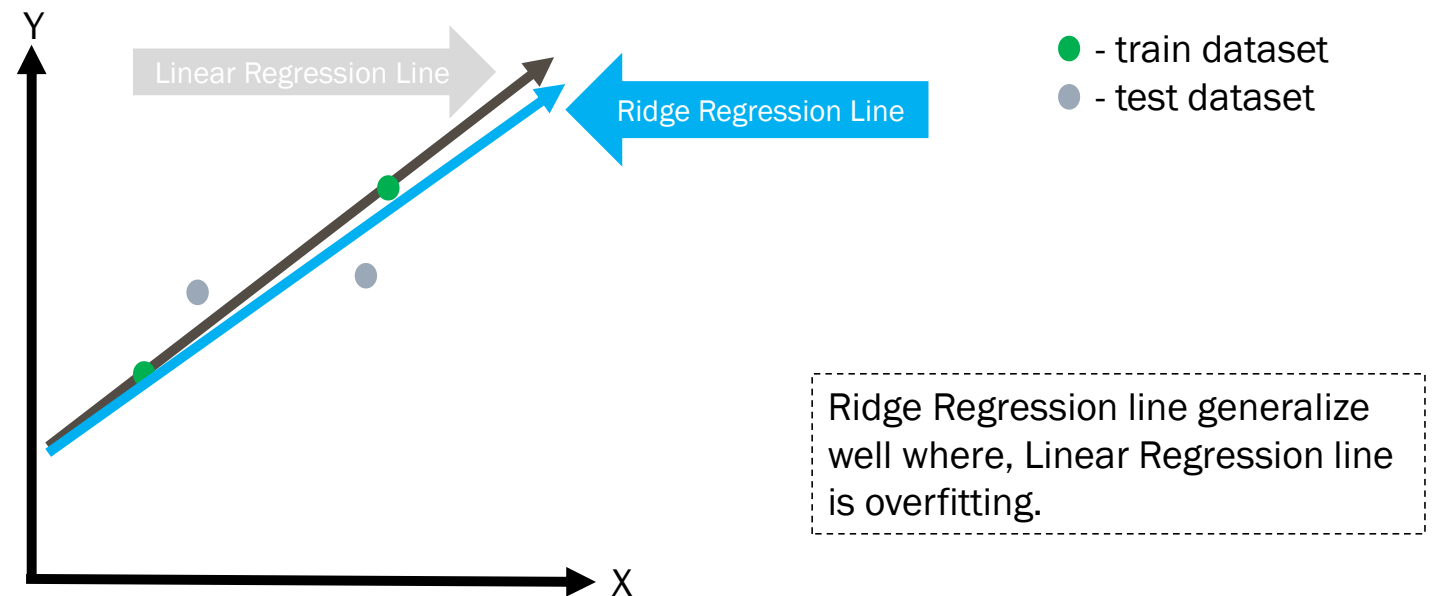 Y
Linear Regression Line
Ridge Regression Line
- train dataset
- test dataset
Ridge Regression line generalize
well where, Linear Regression line
is overfitting.
X